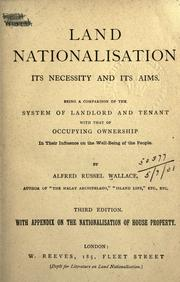 LAND
NATIONALISATION
ITS NECESSITY AND ITS AIMS.
BEING A COMPARISON OF THE
SYSTEM OF LANDLORD AND TENANT
WITH THAT OF
OCCUPYING OWNERSHIP
In Their Influence on the Well-Being of the People.
BY
ALFRED RUSSEL WALLACE,
AUTHOR OF "THE MALAY ARCHIPELAGO," "ISLAND LIFE," ETC., ETC.
THIRD EDITION.
WITH APPENDIX ON THE NATIONALISATION OF HOUSE PROPERTY.
LONDON:
W. REEVES, 185, FLEET STREET
(Depôt for Literature on Land Nationalisation.)